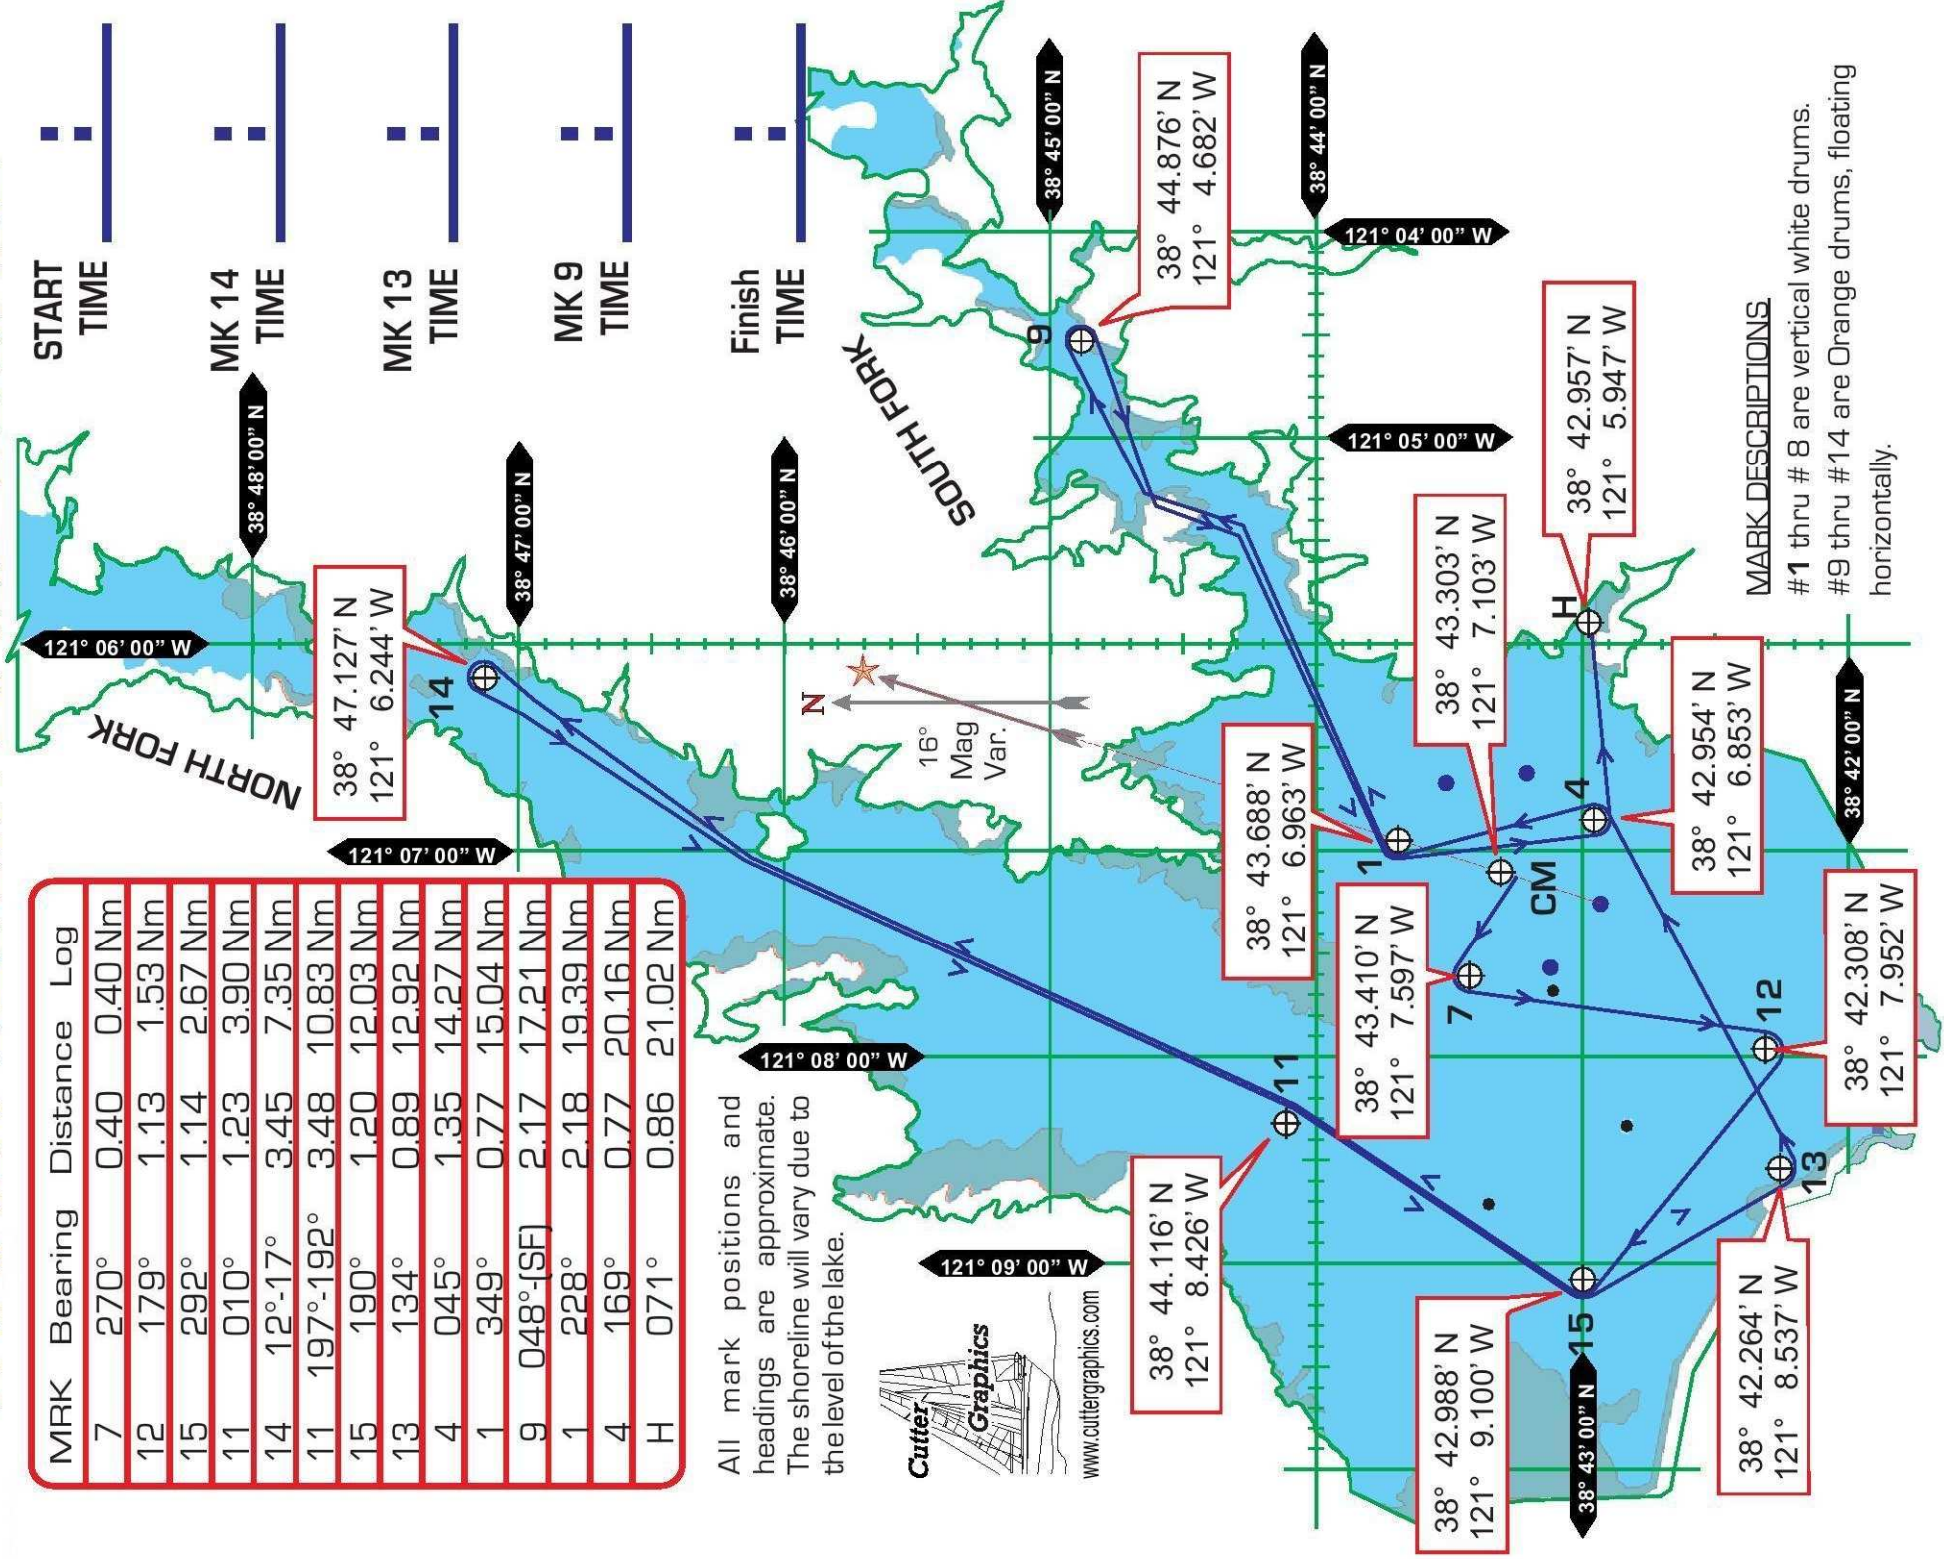 START
TIME
MK 14
TIME
MK 13
TIME
MK 9
TIME
Finish
TIME
MRK Bearing Distance Log
7 270° 0.40 0.40 Nm
12 179° 1.13 1.53 Nm
15 292° 1.14 2.67 Nm
11 010° 1.23 3.90 Nm
14 12°-17° 3.45 7.35 Nm
11 197°-192° 3.48 10.83 Nm
15 190° 1.20 12.03 Nm
13 134° 0.89 12.92 Nm
4 045° 1.35 14.27 Nm
1 349° 0.77 15.04 Nm
9 048°-(SF) 2.17 17.21 Nm
1 228° 2.18 19.39 Nm
4 169° 0.77 20.16 Nm
H 071° 0.86 21.02 Nm
All mark positions and
headings are approximate.
The shoreline will vary due to
the level of the lake.
Cutter
Graphics
www.cuttergraphics.com
NORTH FORK
SOUTH FORK
N
16°
Mag
Var.
121° 06' 00" W
121° 07' 00" W
121° 08' 00" W
121° 09' 00" W
121° 05' 00" W
121° 04' 00" W
38° 48' 00" N
38° 47' 00" N
38° 46' 00" N
38° 45' 00" N
38° 44' 00" N
38° 43' 00" N
38° 42' 00" N
14
38° 47.127' N
121° 6.244' W
9
38° 44.876' N
121° 4.682' W
11
38° 44.116' N
121° 8.426' W
1
38° 43.688' N
121° 6.963' W
7
38° 43.410' N
121° 7.597' W
CM
38° 43.303' N
121° 7.103' W
H
38° 42.957' N
121° 5.947' W
4
38° 42.954' N
121° 6.853' W
15
38° 42.988' N
121° 9.100' W
12
38° 42.308' N
121° 7.952' W
13
38° 42.264' N
121° 8.537' W
MARK DESCRIPTIONS
#1 thru # 8 are vertical white drums.
#9 thru #14 are Orange drums, floating
horizontally.